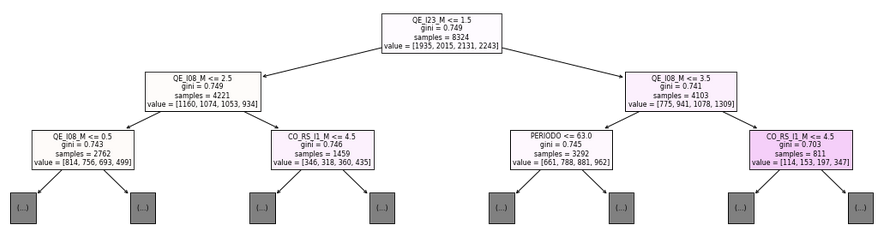 QE_I23_M <= 1.5
gini = 0.749
samples = 8324
value = [1935, 2015, 2131, 2243]
QE_I08_M <= 2.5
gini = 0.749
samples = 4221
value = [1160, 1074, 1053, 934]
QE_I08_M <= 3.5
gini = 0.741
samples = 4103
value = [775, 941, 1078, 1309]
QE_I08_M <= 0.5
gini = 0.743
samples = 2762
value = [814, 756, 693, 499]
CO_RS_I1_M <= 4.5
gini = 0.746
samples = 1459
value = [346, 318, 360, 435]
PERIODO <= 63.0
gini = 0.745
samples = 3292
value = [661, 788, 881, 962]
CO_RS_I1_M <= 4.5
gini = 0.703
samples = 811
value = [114, 153, 197, 347]
(...)
(...)
(...)
(...)
(...)
(...)
(...)
(...)